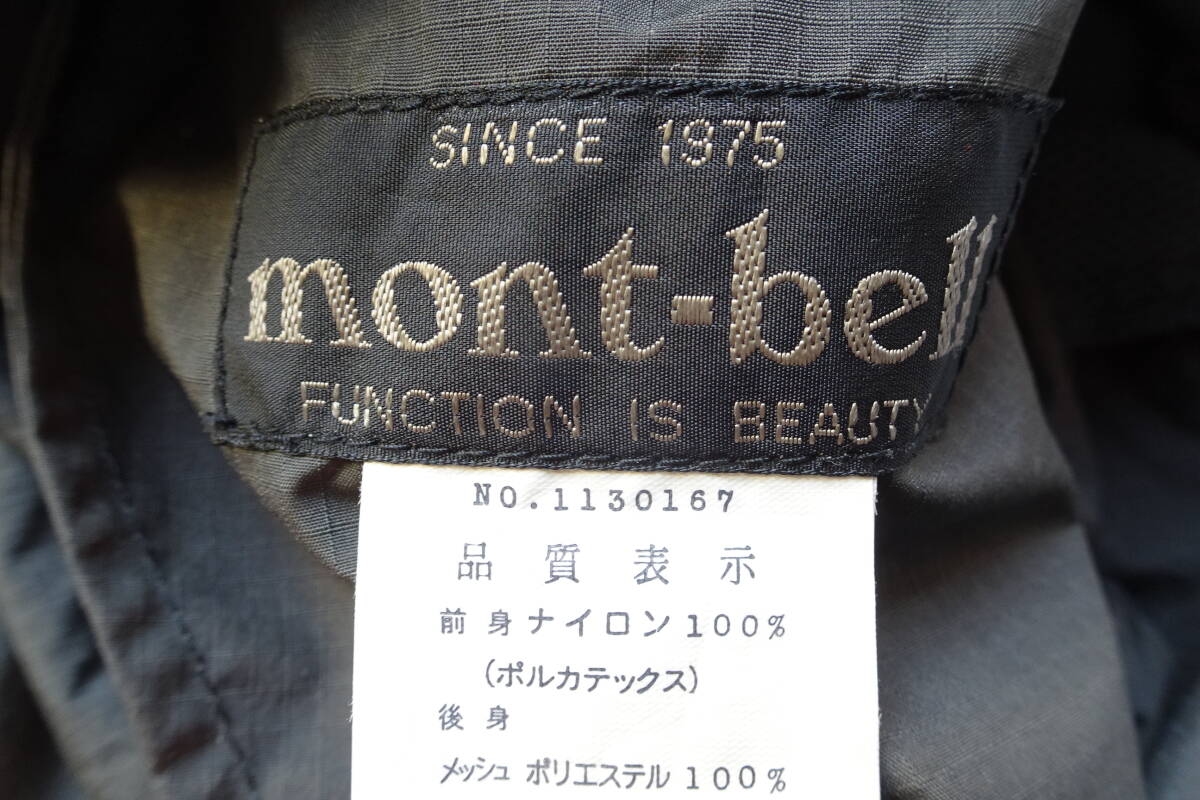 SINCE 1975
mont-bell
FUNCTION IS BEAUTY
NO.1130167
品質表示
前身ナイロン100%
(ポルカテックス)
後身
メッシュ ポリエステル100%